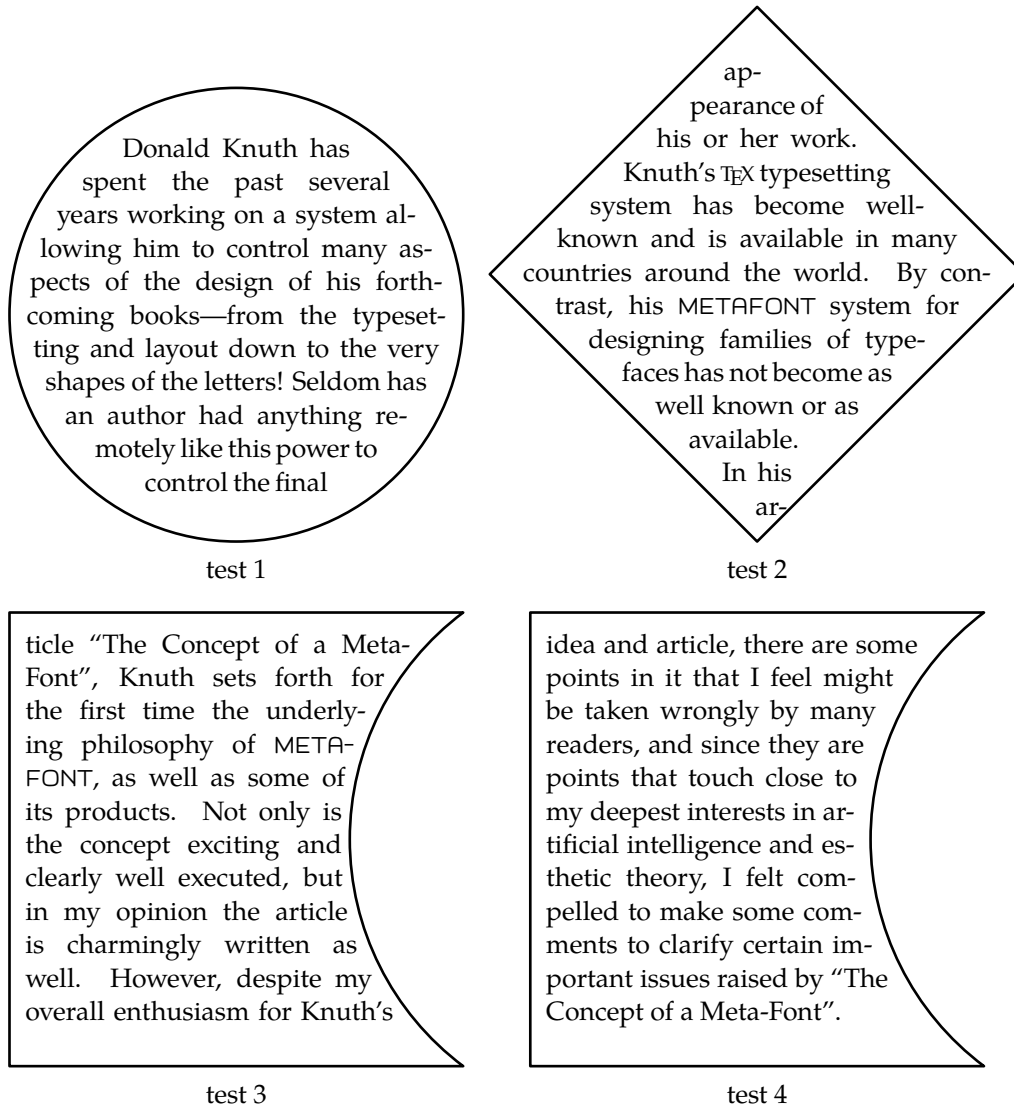 Donald Knuth has
spent the past several
years working on a system al-
lowing him to control many as-
pects of the design of his forth-
coming books—from the typeset-
ting and layout down to the very
shapes of the letters! Seldom has
an author had anything re-
motely like this power to
control the final
test 1
ap-
pearance of
his or her work.
Knuth's TEX typesetting
system has become well-
known and is available in many
countries around the world. By con-
trast, his METAFONT system for
designing families of type-
faces has not become as
well known or as
available.
In his
ar-
test 2
ticle “The Concept of a Meta-
Font”, Knuth sets forth for
the first time the underly-
ing philosophy of META-
FONT, as well as some of
its products. Not only is
the concept exciting and
clearly well executed, but
in my opinion the article
is charmingly written as
well. However, despite my
overall enthusiasm for Knuth's
test 3
idea and article, there are some
points in it that I feel might
be taken wrongly by many
readers, and since they are
points that touch close to
my deepest interests in ar-
tificial intelligence and es-
thetic theory, I felt com-
pelled to make some com-
ments to clarify certain im-
portant issues raised by “The
Concept of a Meta-Font”.
test 4